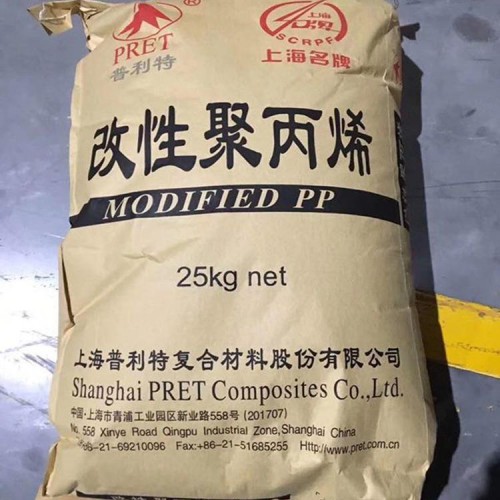 PRET ®
普利特
上海
名牌
SCRPF
上海名牌
改性聚丙烯
MODIFIED PP
25kg net
上海普利特复合材料股份有限公司
Shanghai PRET Composites Co.,Ltd.
中国·上海市青浦工业园区新业路558号 (201707)
No. 558 Xinye Road Qingpu Industrial Zone,Shanghai China
+86-21-69210096 Fax:+86-21-51685255 Http://www.pret.com.cn